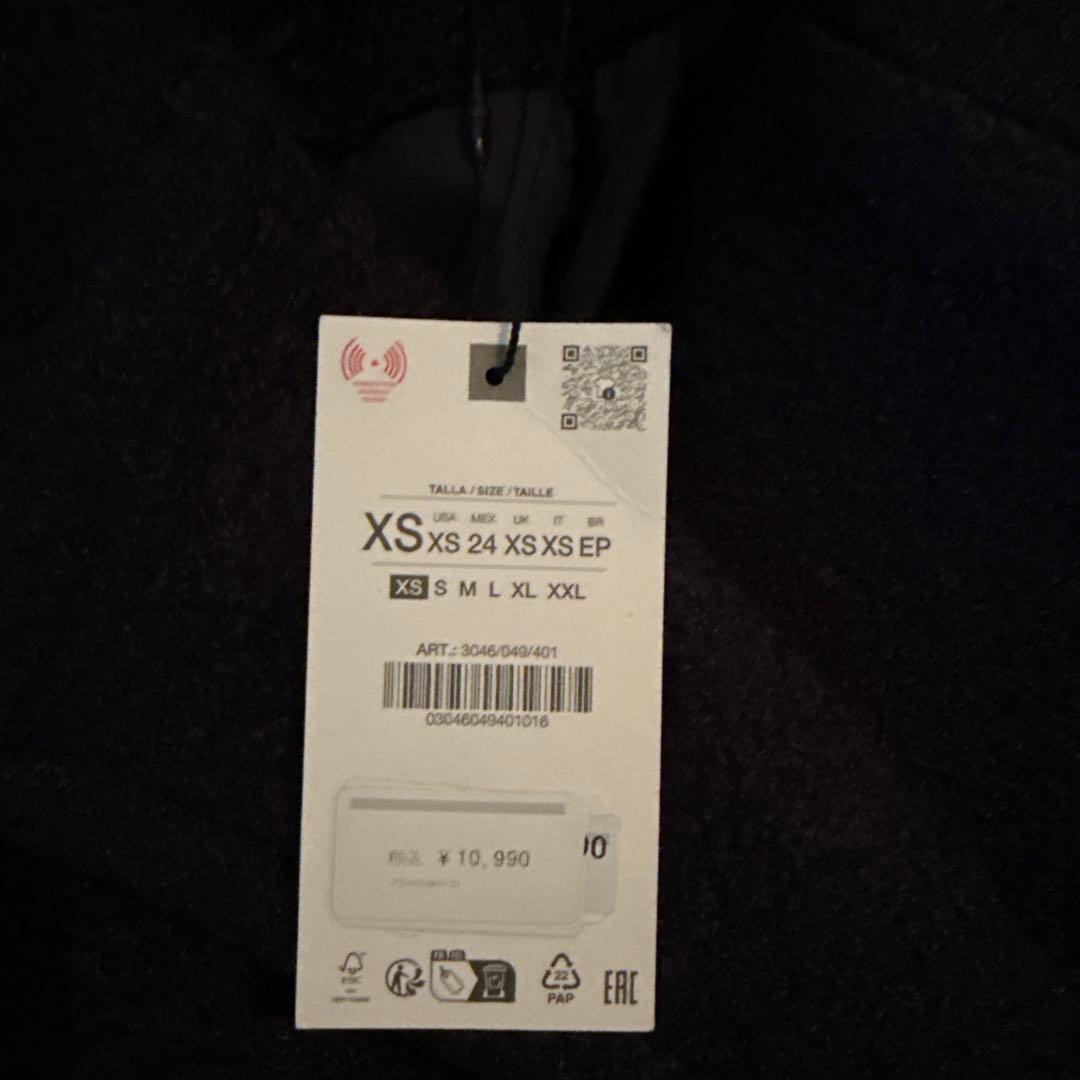 TALLA / SIZE / TAILLE
USA MEX UK IT BR
XS XS 24 XS XS EP
XS S M L XL XXL
ART.: 3046/049/401
03046049401016
税込 ¥10,990
22
PAP
EAC